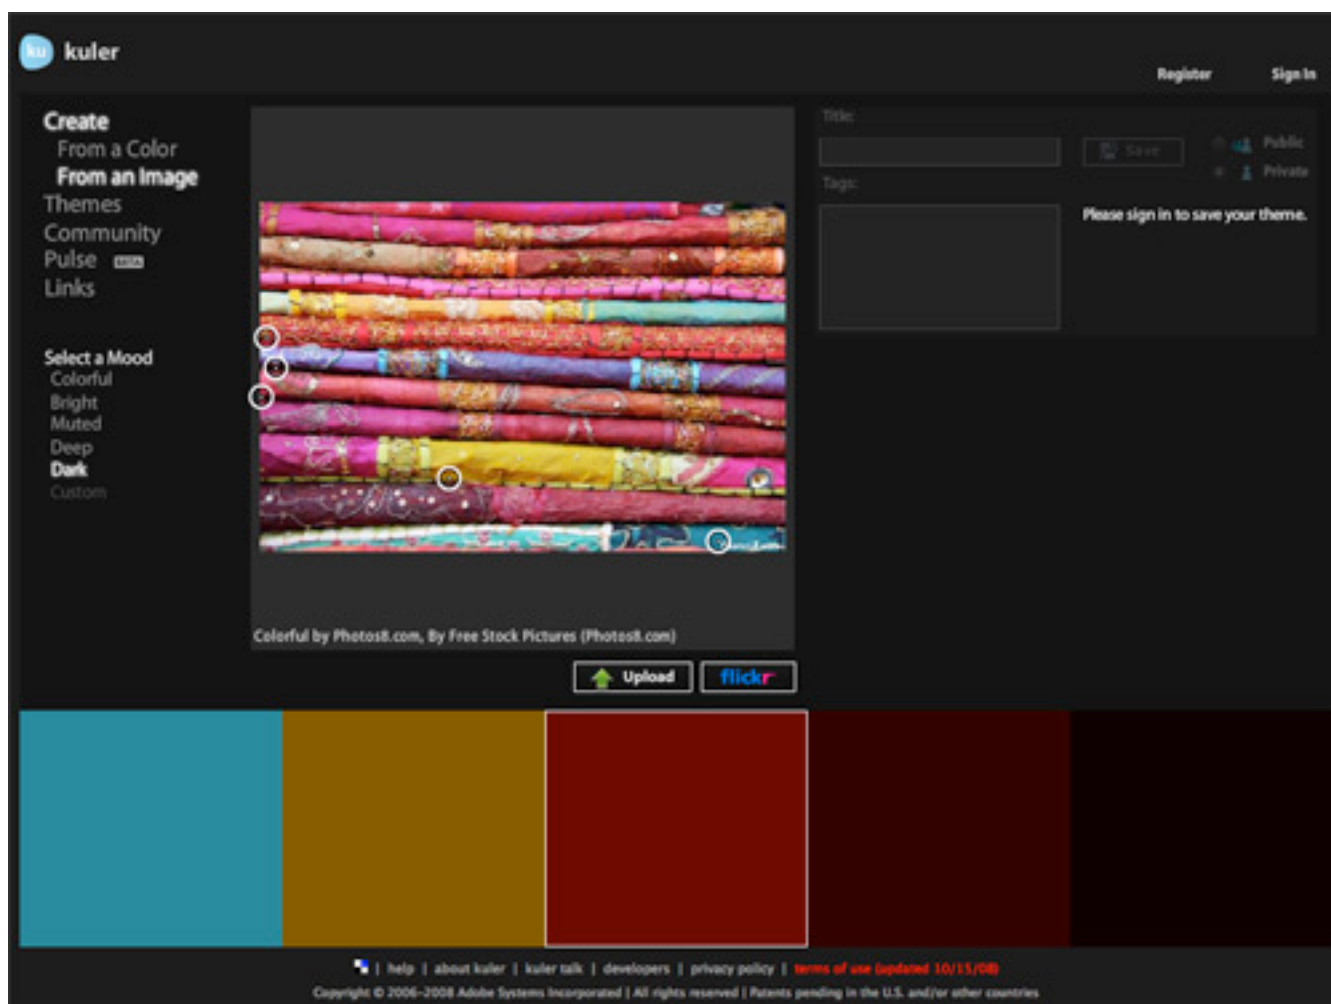 ku kuler
Register Sign In
Create
From a Color
From an Image
Themes
Community
Pulse BETA
Links
Select a Mood
Colorful
Bright
Muted
Deep
Dark
Custom
Colorful by Photos8.com, By Free Stock Pictures (Photos8.com)
Upload flickr
Title:
Save Public
Private
Tags:
Please sign in to save your theme.
| help | about kuler | kuler talk | developers | privacy policy | terms of use (updated 10/15/08)
Copyright © 2006-2008 Adobe Systems Incorporated | All rights reserved | Patents pending in the U.S. and/or other countries